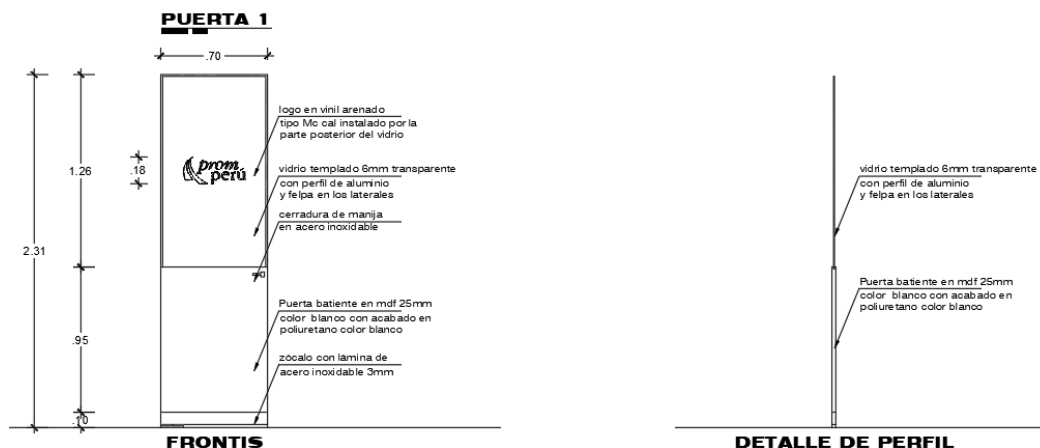 PUERTA 1
.70
logo en vinil arenado
tipo Mc cal instalado por la
parte posterior del vidrio
1.26
.18
prom
perú
vidrio templado 6mm transparente
con perfil de aluminio
y felpa en los laterales
cerradura de manija
en acero inoxidable
2.31
Puerta batiente en mdf 25mm
color blanco con acabado en
poliuretano color blanco
.95
zócalo con lámina de
acero inoxidable 3mm
.10
FRONTIS
vidrio templado 6mm transparente
con perfil de aluminio
y felpa en los laterales
Puerta batiente en mdf 25mm
color blanco con acabado en
poliuretano color blanco
DETALLE DE PERFIL